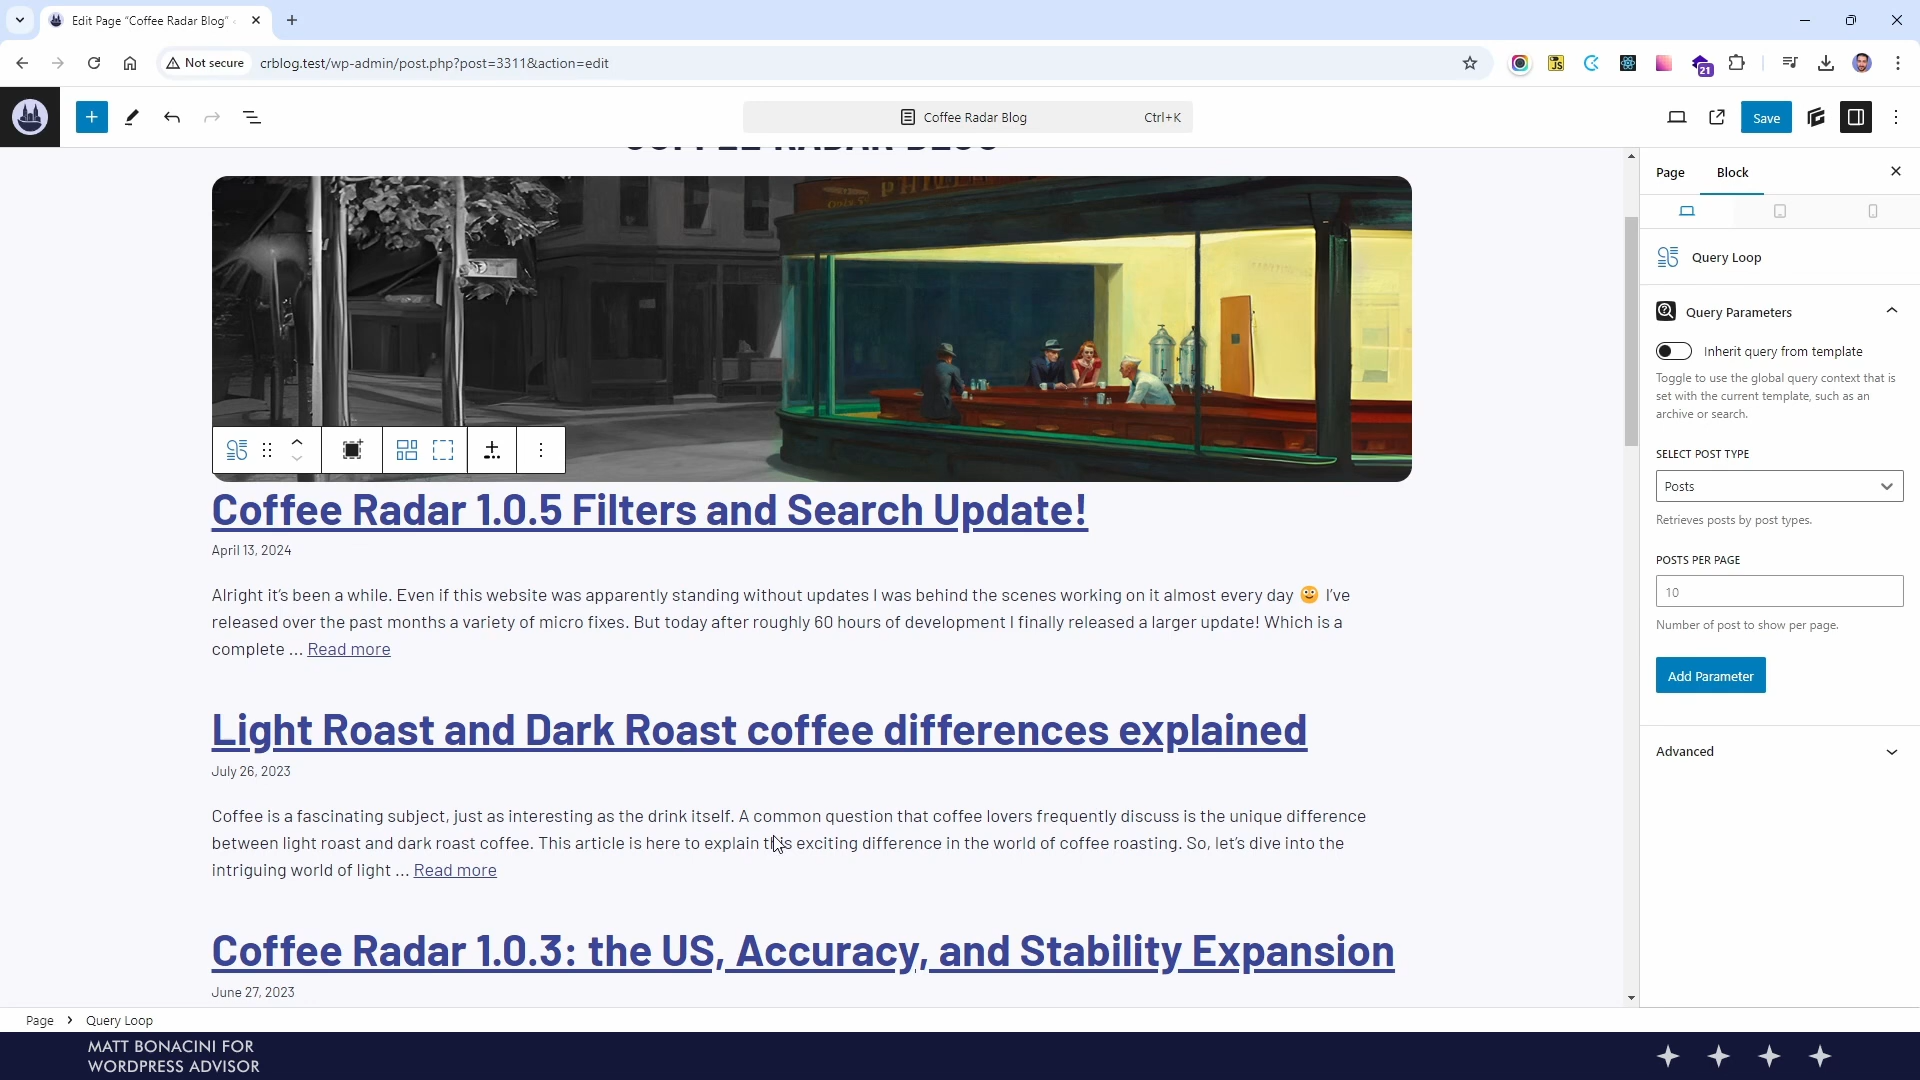 Edit Page “Coffee Radar Blog”
Not secure
crblog.test/wp-admin/post.php?post=3311&action=edit
JS
21
Coffee Radar Blog
Ctrl+K
Save
Page
Block
COFFEE RADAR BLOG
Query Loop
Query Parameters
Inherit query from template
Toggle to use the global query context that is
set with the current template, such as an
archive or search.
SELECT POST TYPE
Posts
Retrieves posts by post types.
POSTS PER PAGE
10
Number of post to show per page.
Add Parameter
Advanced
Coffee Radar 1.0.5 Filters and Search Update!
April 13, 2024
Alright it’s been a while. Even if this website was apparently standing without updates I was behind the scenes working on it almost every day 🙂 I’ve
released over the past months a variety of micro fixes. But today after roughly 60 hours of development I finally released a larger update! Which is a
complete … Read more
Light Roast and Dark Roast coffee differences explained
July 26, 2023
Coffee is a fascinating subject, just as interesting as the drink itself. A common question that coffee lovers frequently discuss is the unique difference
between light roast and dark roast coffee. This article is here to explain this exciting difference in the world of coffee roasting. So, let’s dive into the
intriguing world of light … Read more
Coffee Radar 1.0.3: the US, Accuracy, and Stability Expansion
June 27, 2023
Page
Query Loop
MATT BONACINI FOR
WORDPRESS ADVISOR